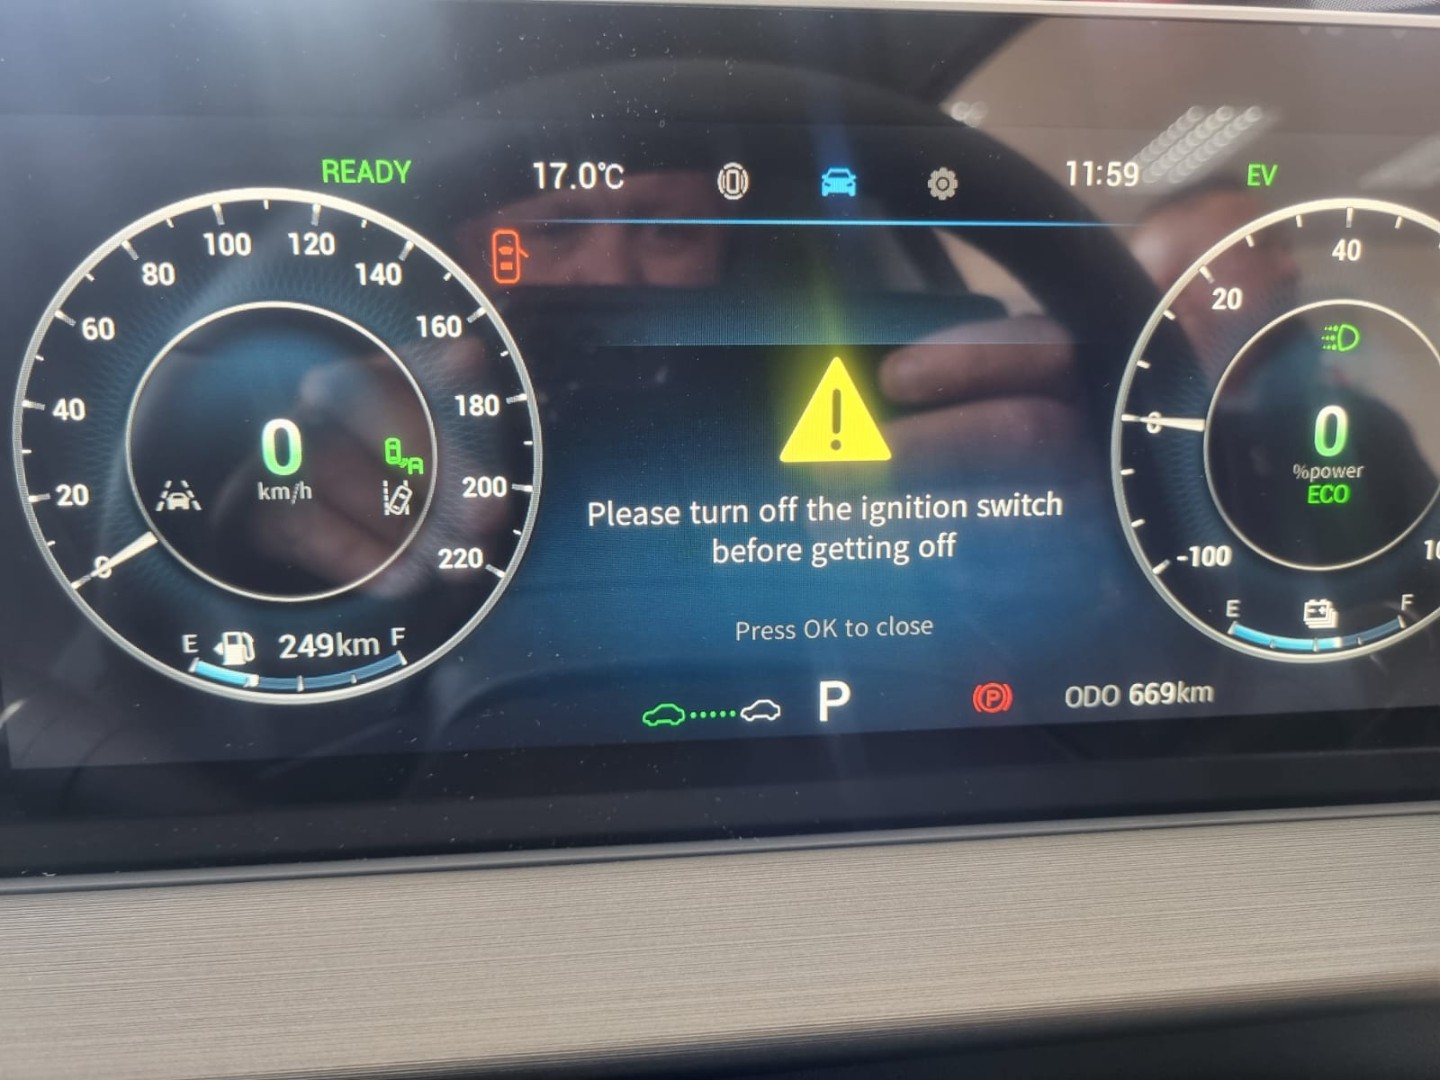 READY
17.0℃
11:59
EV
0
20
40
60
80
100
120
140
160
180
200
220
0
km/h
A
E
249km
F
Please turn off the ignition switch
before getting off
Press OK to close
P
P
ODO 669km
-100
0
20
40
0
%power
ECO
E
F